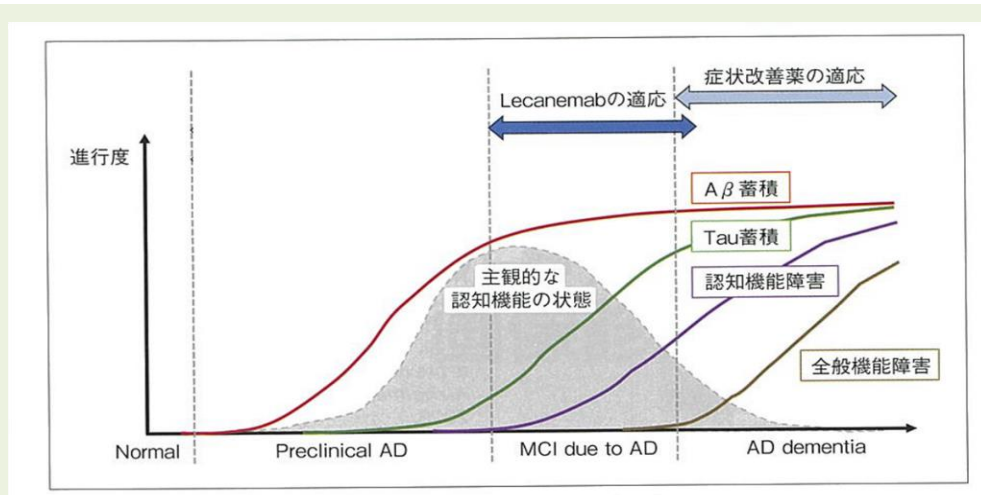 症状改善薬の適応
Lecanemabの適応
進行度
Aβ蓄積
Tau蓄積
主観的な
認知機能の状態
認知機能障害
全般機能障害
Normal
Preclinical AD
MCI due to AD
AD dementia